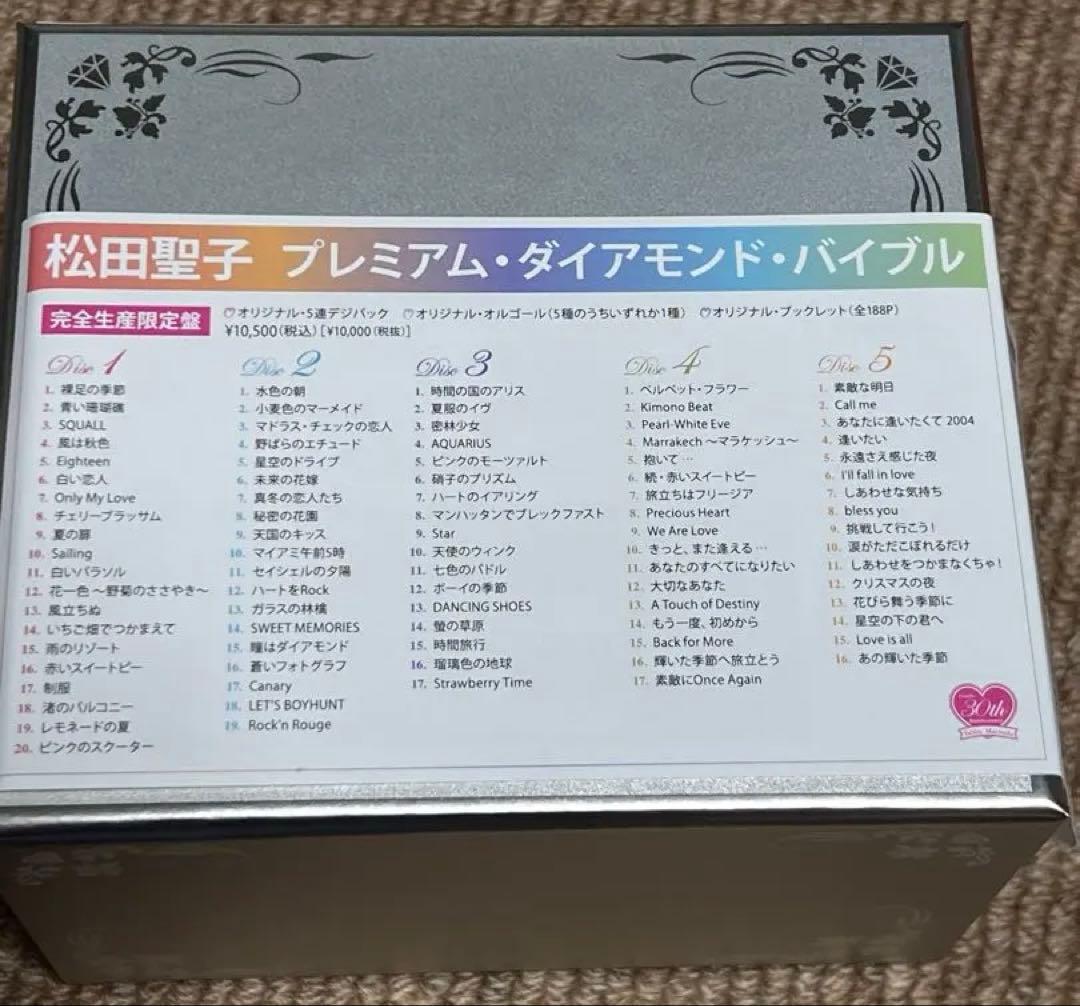 松田聖子 プレミアム・ダイアモンド・バイブル
完全生産限定盤
♡オリジナル・5連デジパック ♡オリジナル・オルゴール(5種のうちいずれか1種) ♡オリジナル・ブックレット(全188P)
¥10,500(税込)[¥10,000(税抜)]
Disc 1
1. 裸足の季節
2. 青い珊瑚礁
3. SQUALL
4. 風は秋色
5. Eighteen
6. 白い恋人
7. Only My Love
8. チェリーブラッサム
9. 夏の扉
10. Sailing
11. 白いパラソル
12. 花一色 〜野菊のささやき〜
13. 風立ちぬ
14. いちご畑でつかまえて
15. 雨のリゾート
16. 赤いスイートピー
17. 制服
18. 渚のバルコニー
19. レモネードの夏
20. ピンクのスクーター
Disc 2
1. 水色の朝
2. 小麦色のマーメイド
3. マドラス・チェックの恋人
4. 野ばらのエチュード
5. 星空のドライブ
6. 未来の花嫁
7. 真冬の恋人たち
8. 秘密の花園
9. 天国のキッス
10. マイアミ午前5時
11. セイシェルの夕陽
12. ハートをRock
13. ガラスの林檎
14. SWEET MEMORIES
15. 瞳はダイアモンド
16. 蒼いフォトグラフ
17. Canary
18. LET'S BOYHUNT
19. Rock'n Rouge
Disc 3
1. 時間の国のアリス
2. 夏服のイヴ
3. 密林少女
4. AQUARIUS
5. ピンクのモーツァルト
6. 硝子のプリズム
7. ハートのイアリング
8. マンハッタンでブレックファスト
9. Star
10. 天使のウィンク
11. 七色のパドル
12. ボーイの季節
13. DANCING SHOES
14. 螢の草原
15. 時間旅行
16. 瑠璃色の地球
17. Strawberry Time
Disc 4
1. ベルベット・フラワー
2. Kimono Beat
3. Pearl-White Eve
4. Marrakech 〜マラケッシュ〜
5. 抱いて…
6. 続・赤いスイートピー
7. 旅立ちはフリージア
8. Precious Heart
9. We Are Love
10. きっと、また逢える…
11. あなたのすべてになりたい
12. 大切なあなた
13. A Touch of Destiny
14. もう一度、初めから
15. Back for More
16. 輝いた季節へ旅立とう
17. 素敵にOnce Again
Disc 5
1. 素敵な明日
2. Call me
3. あなたに逢いたくて 2004
4. 逢いたい
5. 永遠さえ感じた夜
6. I'll fall in love
7. しあわせな気持ち
8. bless you
9. 挑戦して行こう!
10. 涙がただこぼれるだけ
11. しあわせをつかまなくちゃ!
12. クリスマスの夜
13. 花びら舞う季節に
14. 星空の下の君へ
15. Love is all
16. あの輝いた季節
30th